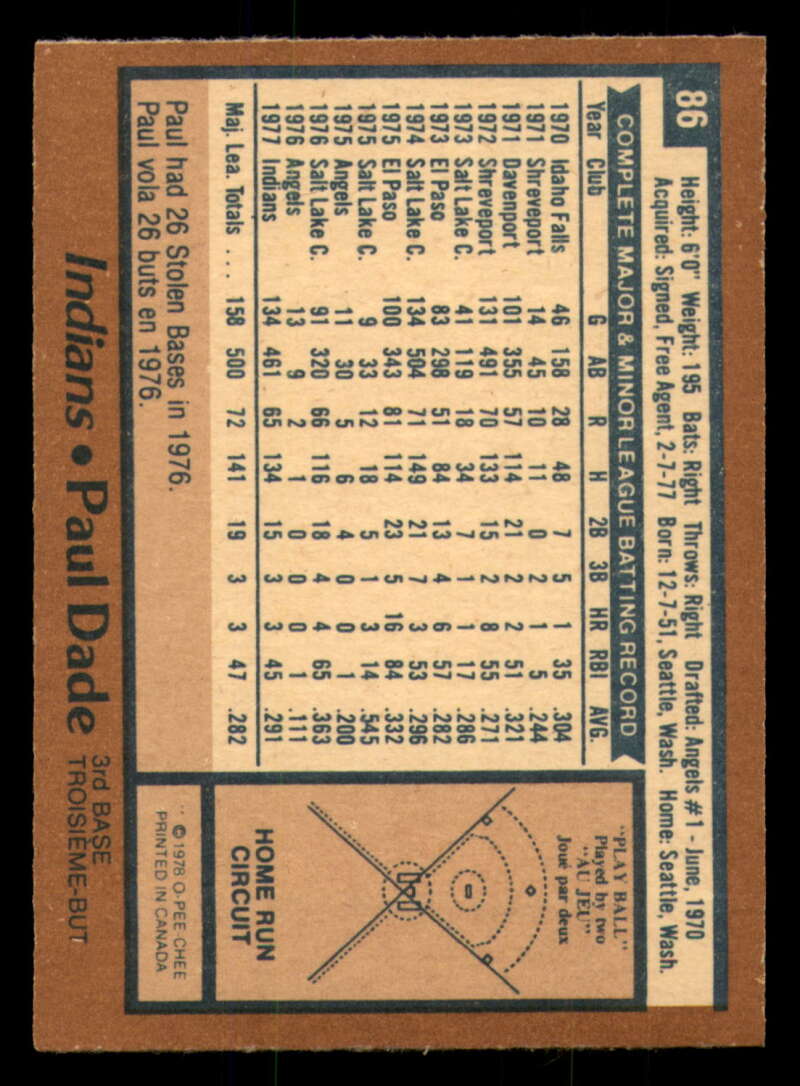 86
Height: 6'0" Weight: 195 Bats: Right Throws: Right Drafted: Angels #1 - June, 1970
Acquired: Signed, Free Agent, 2-7-77 Born: 12-7-51, Seattle, Wash. Home: Seattle, Wash.
COMPLETE MAJOR & MINOR LEAGUE BATTING RECORD
Year Club G AB R H 2B 3B HR RBI AVG.
1970 Idaho Falls 46 158 28 48 7 5 1 35 .304
1971 Shreveport 14 45 10 11 0 2 1 5 .244
1971 Davenport 101 355 57 114 21 2 2 51 .321
1972 Shreveport 131 491 70 133 15 2 8 55 .271
1973 Salt Lake C. 41 119 18 34 7 1 1 17 .286
1973 El Paso 83 298 51 84 13 4 6 57 .282
1974 Salt Lake C. 134 504 71 149 21 7 3 53 .296
1975 El Paso 100 343 81 114 23 5 16 84 .332
1975 Salt Lake C. 9 33 12 18 5 1 3 14 .545
1975 Angels 11 30 5 6 4 0 0 1 .200
1976 Salt Lake C. 91 320 66 116 18 4 4 65 .363
1976 Angels 13 9 2 1 0 0 0 1 .111
1977 Indians 134 461 65 134 15 3 3 45 .291
Maj. Lea. Totals ... 158 500 72 141 19 3 3 47 .282
Paul had 26 Stolen Bases in 1976.
Paul vola 26 buts en 1976.
"PLAY BALL"
Played by two
"AU JEU"
Joué par deux
HOME RUN
CIRCUIT
©1978 O-PEE-CHEE
PRINTED IN CANADA
Indians • Paul Dade 3rd BASE
TROISIÈME-BUT